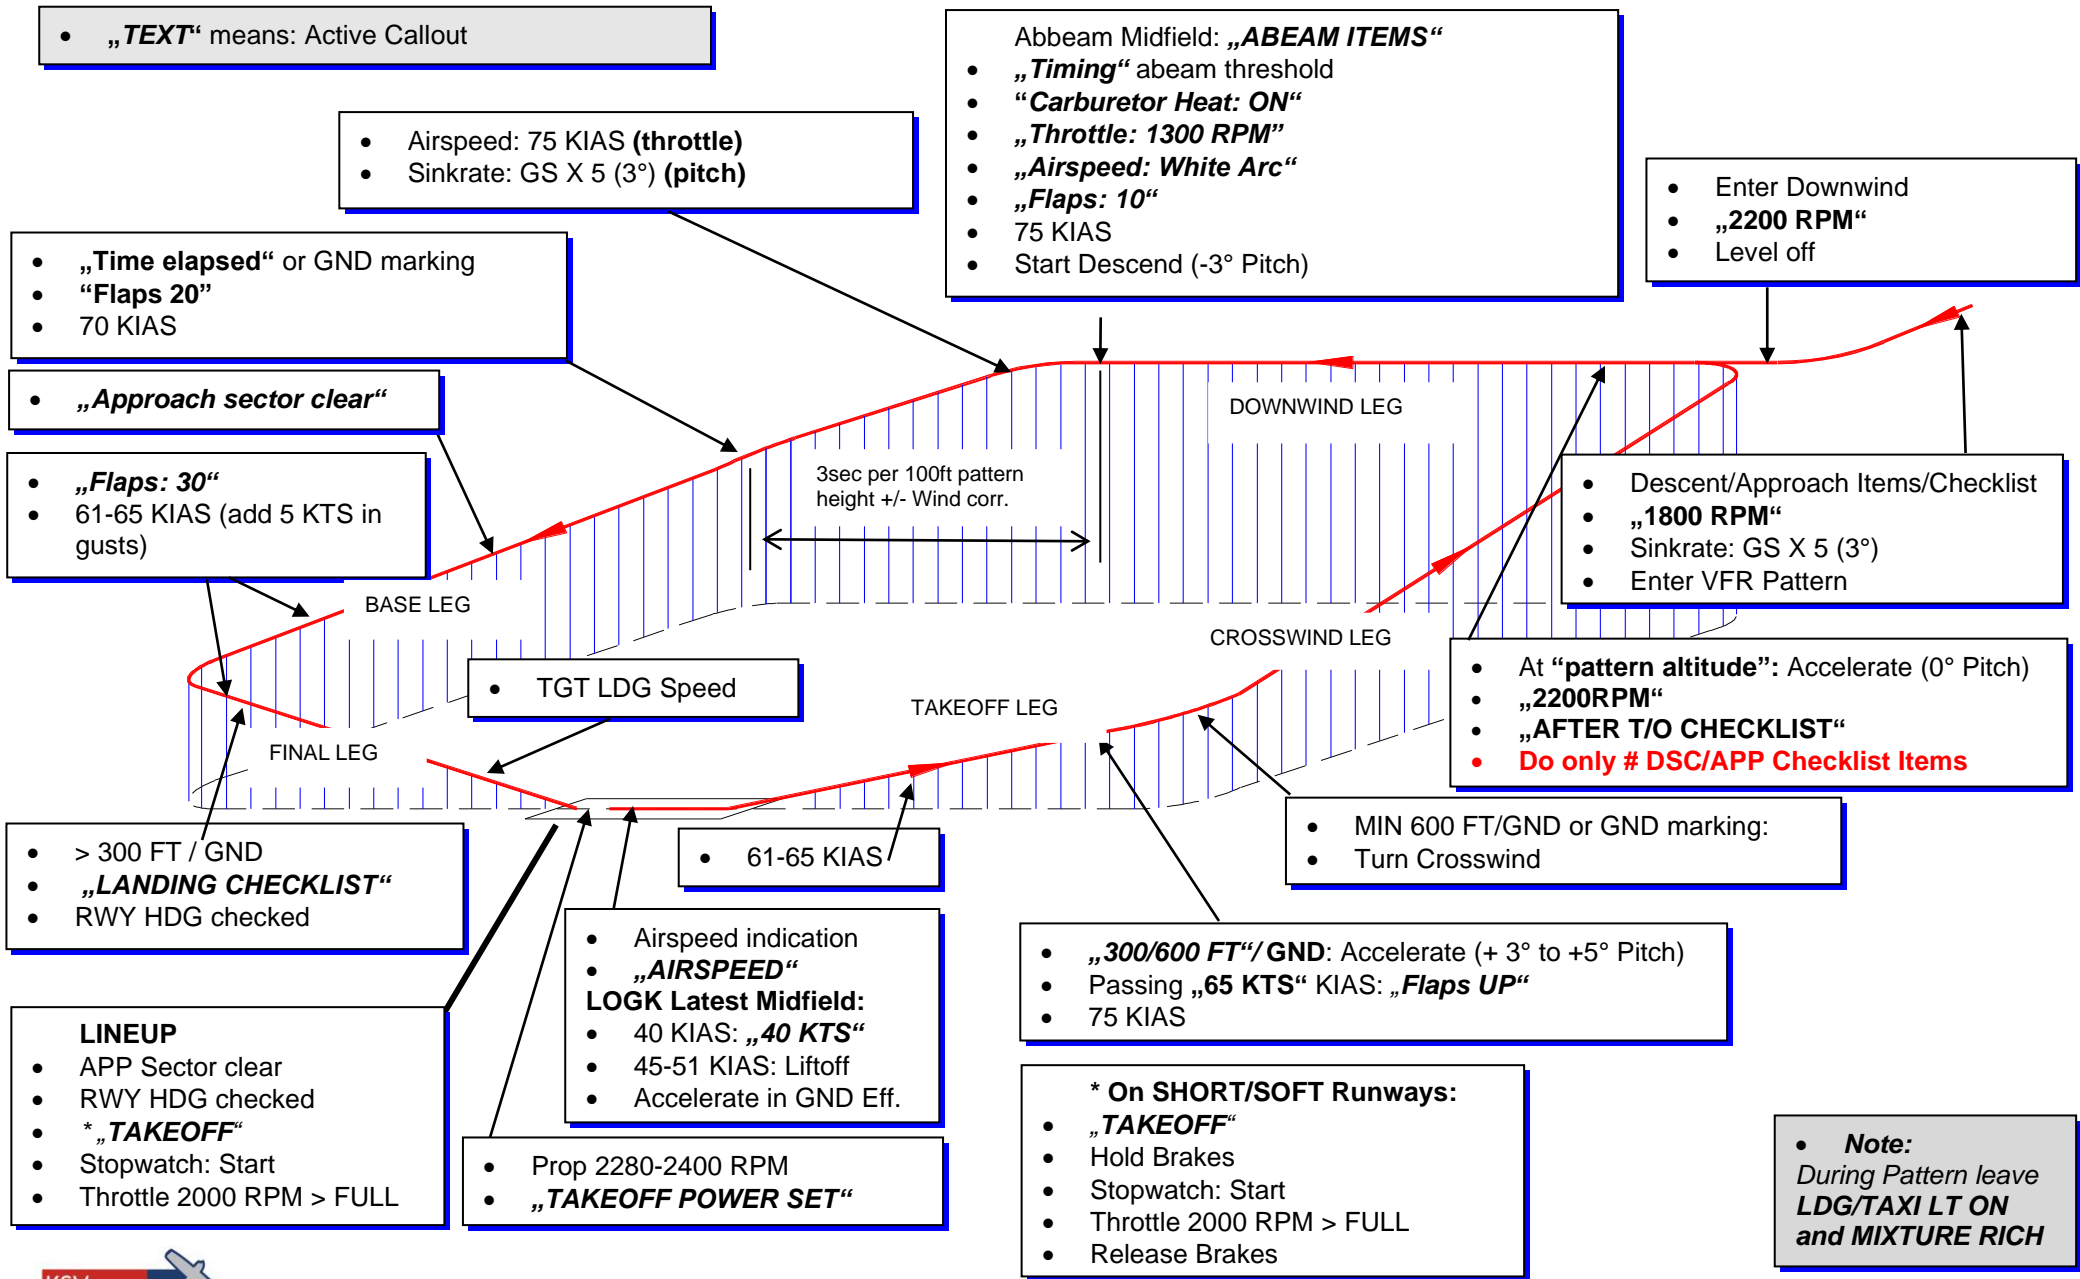 • „TEXT“ means: Active Callout
Abbeam Midfield: „ABEAM ITEMS“
• „Timing“ abeam threshold
• “Carburetor Heat: ON“
• „Throttle: 1300 RPM”
• „Airspeed: White Arc“
• „Flaps: 10“
• 75 KIAS
• Start Descend (-3° Pitch)
• Airspeed: 75 KIAS (throttle)
• Sinkrate: GS X 5 (3°) (pitch)
• Enter Downwind
• „2200 RPM“
• Level off
• „Time elapsed“ or GND marking
• “Flaps 20”
• 70 KIAS
• „Approach sector clear“
• „Flaps: 30“
• 61-65 KIAS (add 5 KTS in
gusts)
DOWNWIND LEG
3sec per 100ft pattern
height +/- Wind corr.
• Descent/Approach Items/Checklist
• „1800 RPM“
• Sinkrate: GS X 5 (3°)
• Enter VFR Pattern
BASE LEG
CROSSWIND LEG
• TGT LDG Speed
TAKEOFF LEG
FINAL LEG
• At “pattern altitude”: Accelerate (0° Pitch)
• „2200RPM“
• „AFTER T/O CHECKLIST“
• Do only # DSC/APP Checklist Items
• > 300 FT / GND
• „LANDING CHECKLIST“
• RWY HDG checked
• 61-65 KIAS
• MIN 600 FT/GND or GND marking:
• Turn Crosswind
• Airspeed indication
• „AIRSPEED“
LOGK Latest Midfield:
• 40 KIAS: „40 KTS“
• 45-51 KIAS: Liftoff
• Accelerate in GND Eff.
• „300/600 FT“/ GND: Accelerate (+ 3° to +5° Pitch)
• Passing „65 KTS“ KIAS: „Flaps UP“
• 75 KIAS
LINEUP
• APP Sector clear
• RWY HDG checked
• *„TAKEOFF“
• Stopwatch: Start
• Throttle 2000 RPM > FULL
• Prop 2280-2400 RPM
• „TAKEOFF POWER SET“
* On SHORT/SOFT Runways:
• „TAKEOFF“
• Hold Brakes
• Stopwatch: Start
• Throttle 2000 RPM > FULL
• Release Brakes
• Note:
During Pattern leave
LDG/TAXI LT ON
and MIXTURE RICH